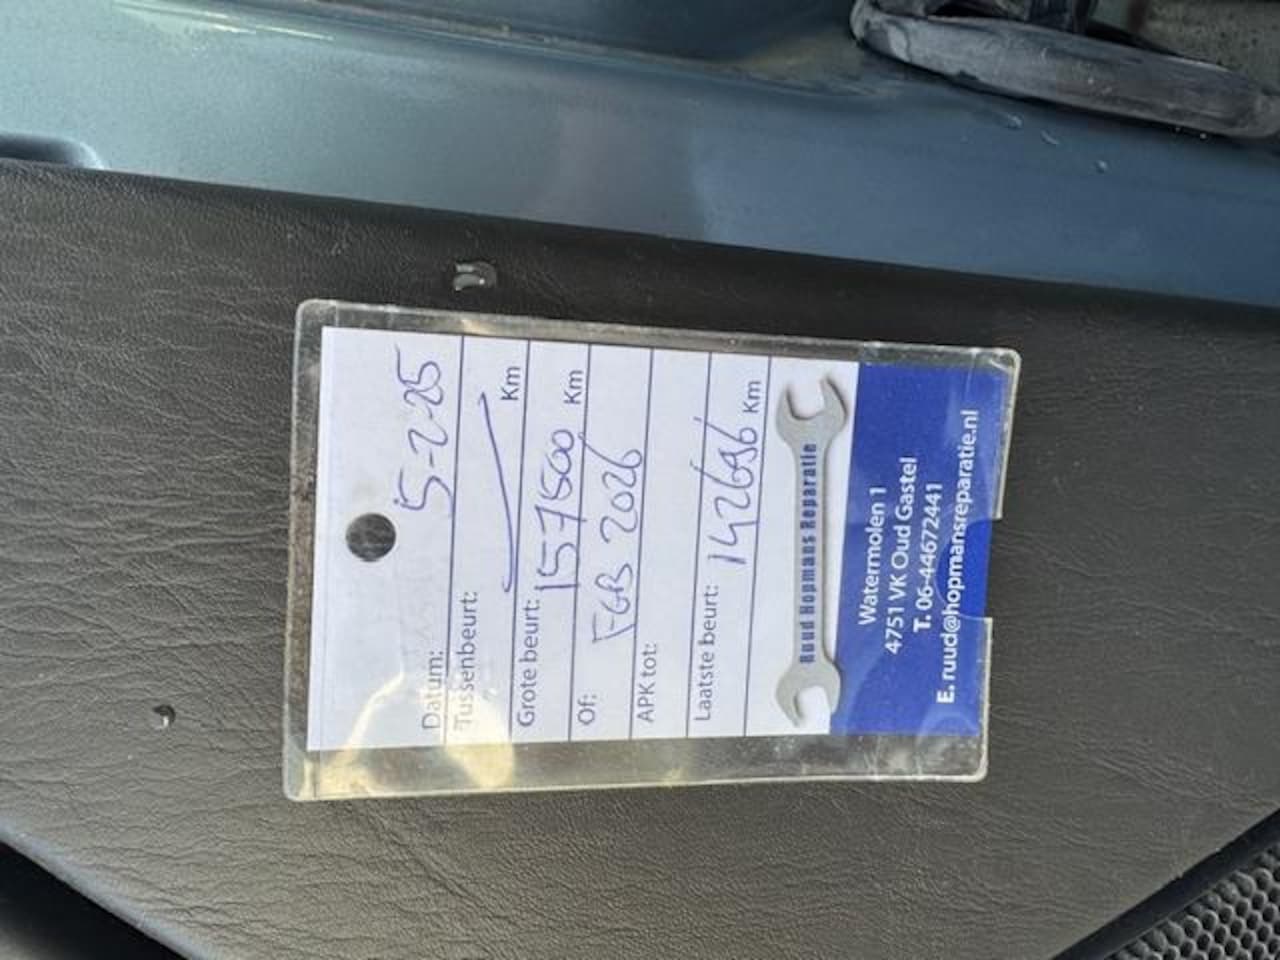 Datum: 5-2-25
Tussenbeurt: Km
Grote beurt: 157500 Km
Of: FEB 2026
APK tot:
Laatste beurt: 142656 Km
Ruud Hopmans Reparatie
Watermolen 1
4751 VK Oud Gastel
T. 06-44672441
E. ruud@hopmansreparatie.nl